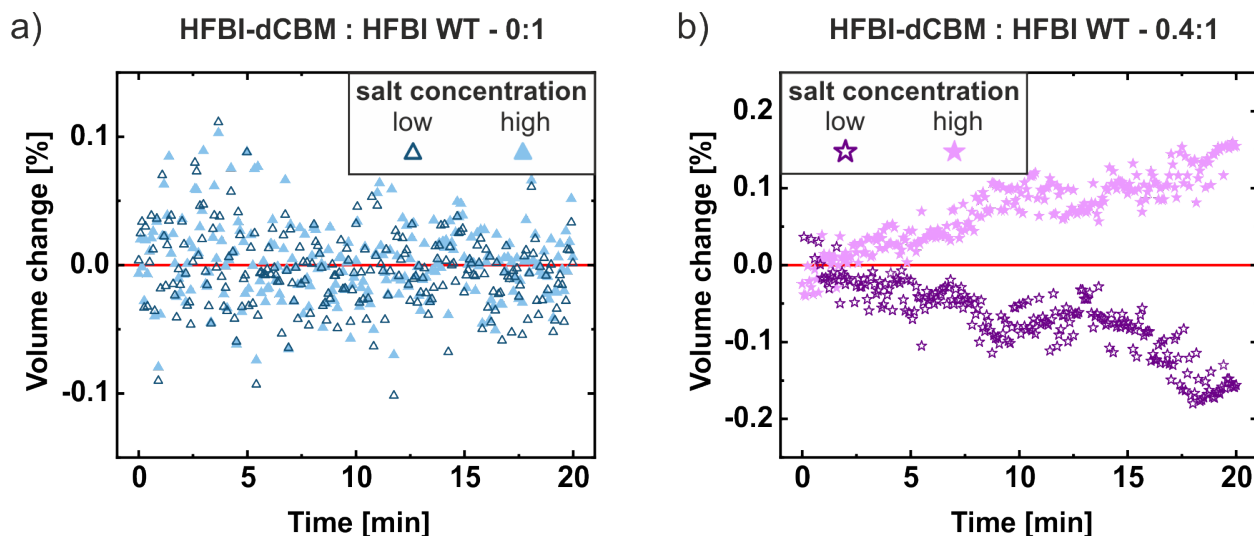 a)
HFBI-dCBM : HFBI WT - 0:1
salt concentration
low high
0.1
0.0
-0.1
Volume change [%]
0 5 10 15 20
Time [min]
b)
HFBI-dCBM : HFBI WT - 0.4:1
salt concentration
low high
0.2
0.1
0.0
-0.1
-0.2
Volume change [%]
0 5 10 15 20
Time [min]